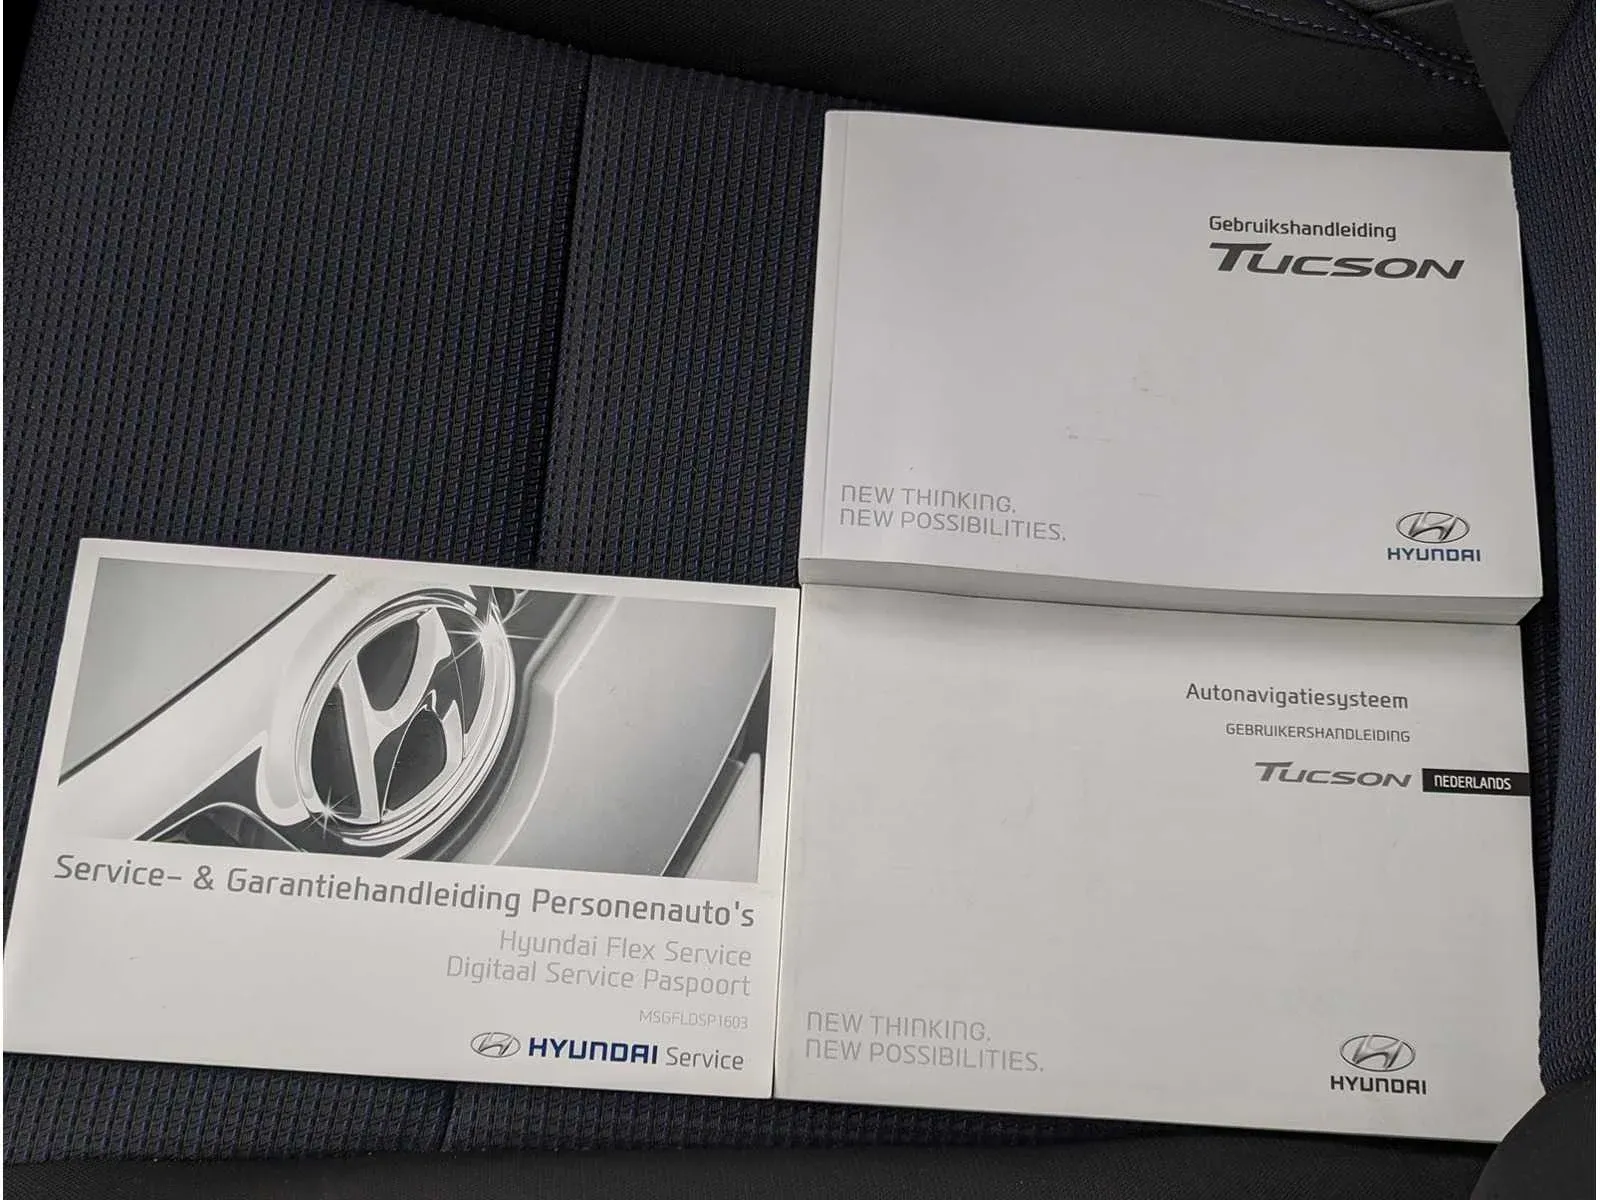 Gebruikshandleiding
TUCSON
NEW THINKING.
NEW POSSIBILITIES.
HYUNDAI
Service- & Garantiehandleiding Personenauto's
Hyundai Flex Service
Digitaal Service Paspoort
MSGFLDSP1603
HYUNDAI Service
Autonavigatiesysteem
GEBRUIKERSHANDLEIDING
TUCSON NEDERLANDS
NEW THINKING.
NEW POSSIBILITIES.
HYUNDAI